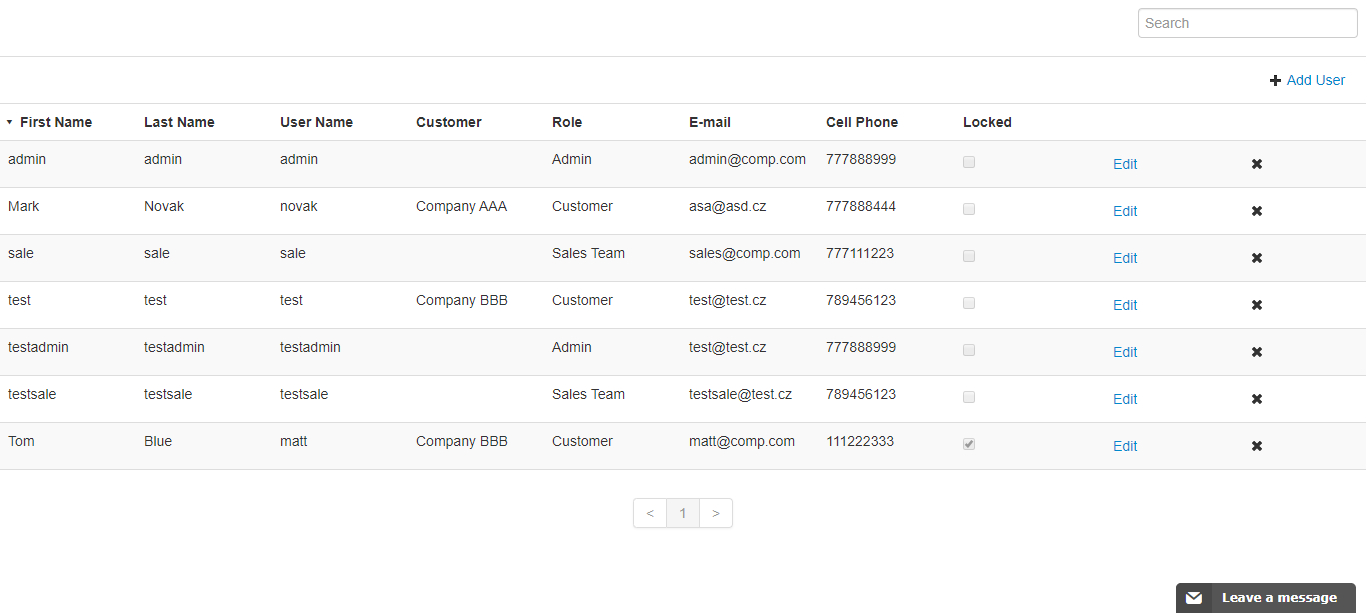 Search
Add User
First Name Last Name User Name Customer Role E-mail Cell Phone Locked
admin admin admin Admin admin@comp.com 777888999 Edit
Mark Novak novak Company AAA Customer asa@asd.cz 777888444 Edit
sale sale sale Sales Team sales@comp.com 777111223 Edit
test test test Company BBB Customer test@test.cz 789456123 Edit
testadmin testadmin testadmin Admin test@test.cz 777888999 Edit
testsale testsale testsale Sales Team testsale@test.cz 789456123 Edit
Tom Blue matt Company BBB Customer matt@comp.com 111222333 Edit
< 1 >
Leave a message